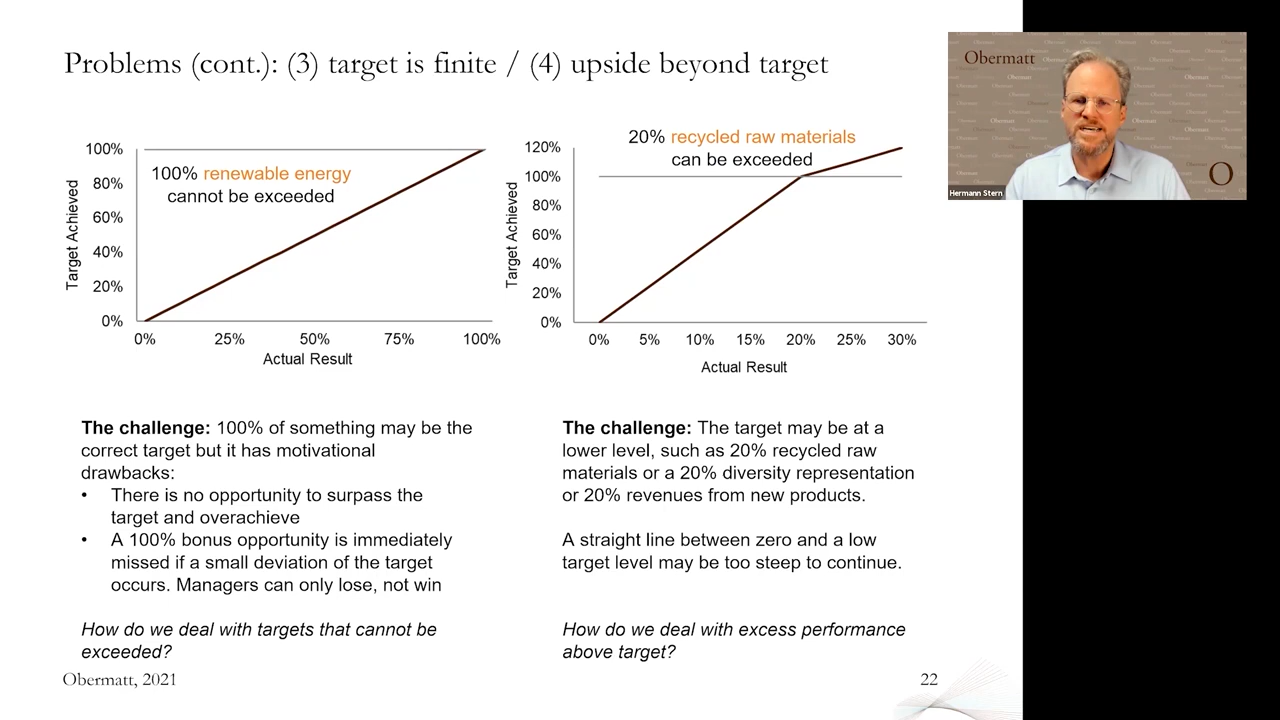 Problems (cont.): (3) target is finite / (4) upside beyond target
Obermatt
O
Hermann Stern
100%
80%
60%
40%
20%
0%
Target Achieved
100% renewable energy
cannot be exceeded
0% 25% 50% 75% 100%
Actual Result
120%
100%
80%
60%
40%
20%
0%
Target Achieved
20% recycled raw materials
can be exceeded
0% 5% 10% 15% 20% 25% 30%
Actual Result
The challenge: 100% of something may be the
correct target but it has motivational
drawbacks:
• There is no opportunity to surpass the
target and overachieve
• A 100% bonus opportunity is immediately
missed if a small deviation of the target
occurs. Managers can only lose, not win
How do we deal with targets that cannot be
exceeded?
The challenge: The target may be at a
lower level, such as 20% recycled raw
materials or a 20% diversity representation
or 20% revenues from new products.
A straight line between zero and a low
target level may be too steep to continue.
How do we deal with excess performance
above target?
Obermatt, 2021
22